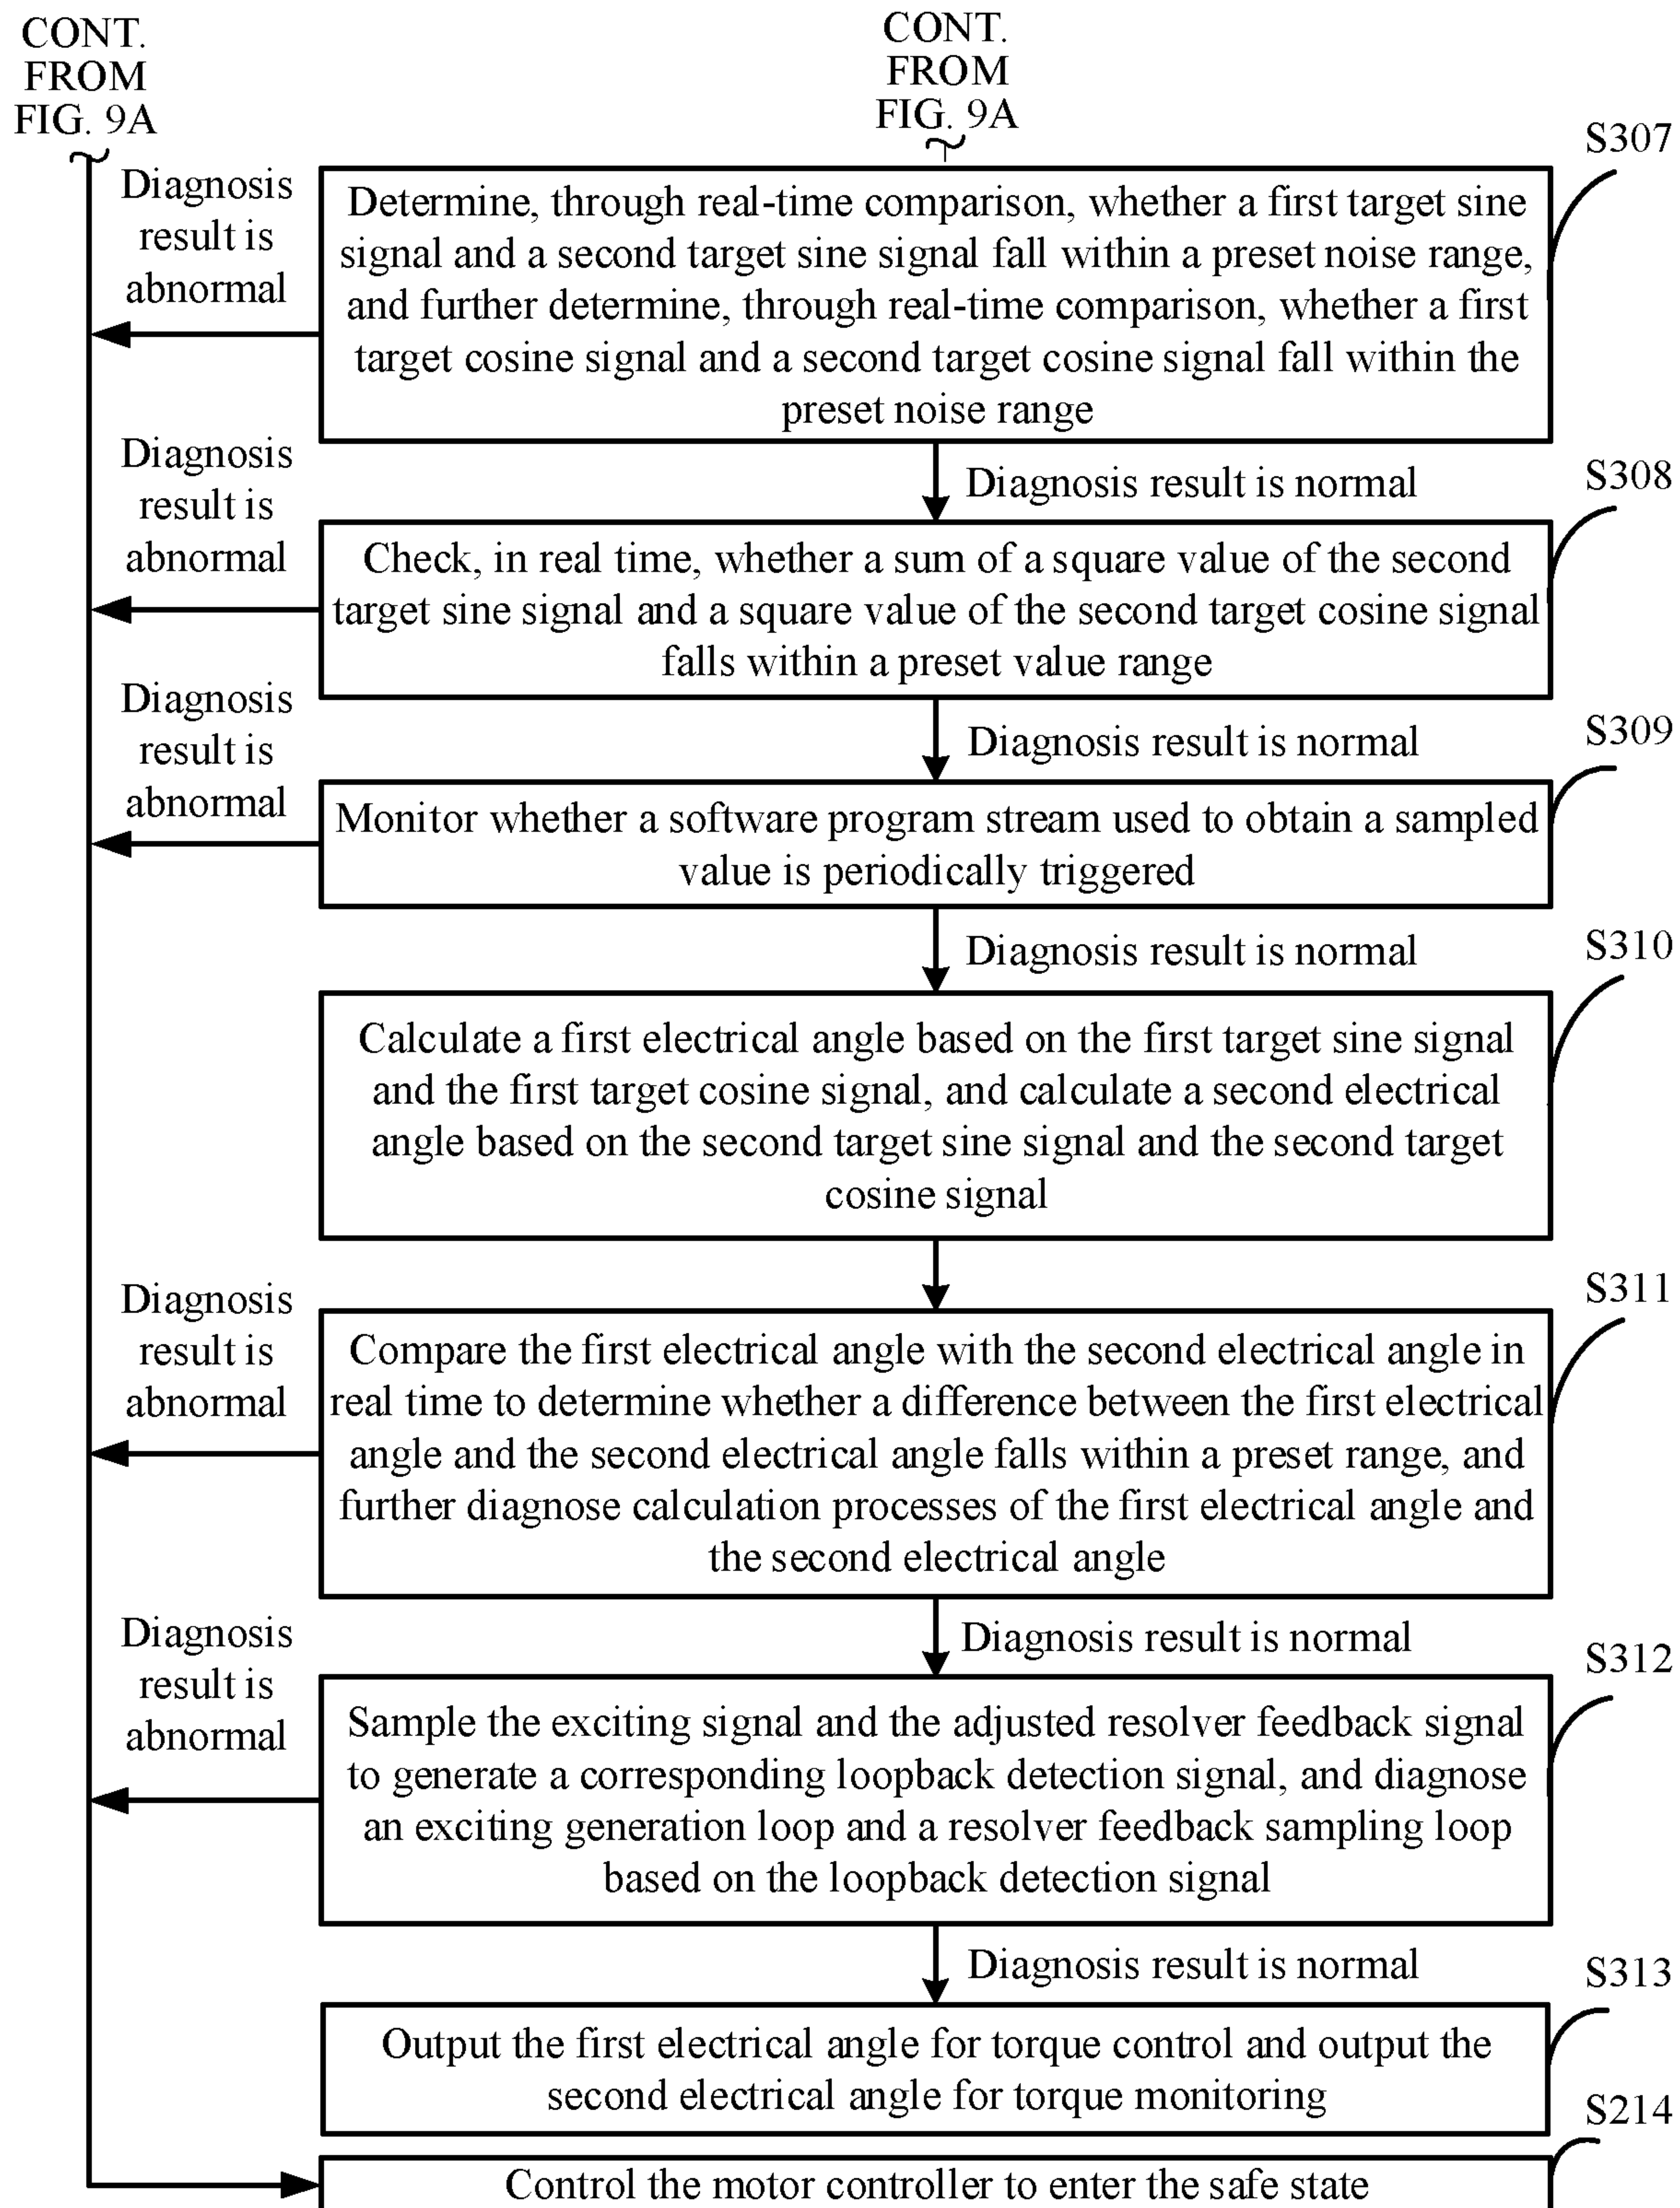 CONT.
FROM
FIG. 9A
CONT.
FROM
FIG. 9A
S307
Diagnosis
result is
abnormal
Determine, through real-time comparison, whether a first target sine
signal and a second target sine signal fall within a preset noise range,
and further determine, through real-time comparison, whether a first
target cosine signal and a second target cosine signal fall within the
preset noise range
Diagnosis result is normal
S308
Diagnosis
result is
abnormal
Check, in real time, whether a sum of a square value of the second
target sine signal and a square value of the second target cosine signal
falls within a preset value range
Diagnosis result is normal
S309
Diagnosis
result is
abnormal
Monitor whether a software program stream used to obtain a sampled
value is periodically triggered
Diagnosis result is normal
S310
Calculate a first electrical angle based on the first target sine signal
and the first target cosine signal, and calculate a second electrical
angle based on the second target sine signal and the second target
cosine signal
S311
Diagnosis
result is
abnormal
Compare the first electrical angle with the second electrical angle in
real time to determine whether a difference between the first electrical
angle and the second electrical angle falls within a preset range, and
further diagnose calculation processes of the first electrical angle and
the second electrical angle
Diagnosis result is normal
S312
Diagnosis
result is
abnormal
Sample the exciting signal and the adjusted resolver feedback signal
to generate a corresponding loopback detection signal, and diagnose
an exciting generation loop and a resolver feedback sampling loop
based on the loopback detection signal
Diagnosis result is normal
S313
Output the first electrical angle for torque control and output the
second electrical angle for torque monitoring
S214
Control the motor controller to enter the safe state